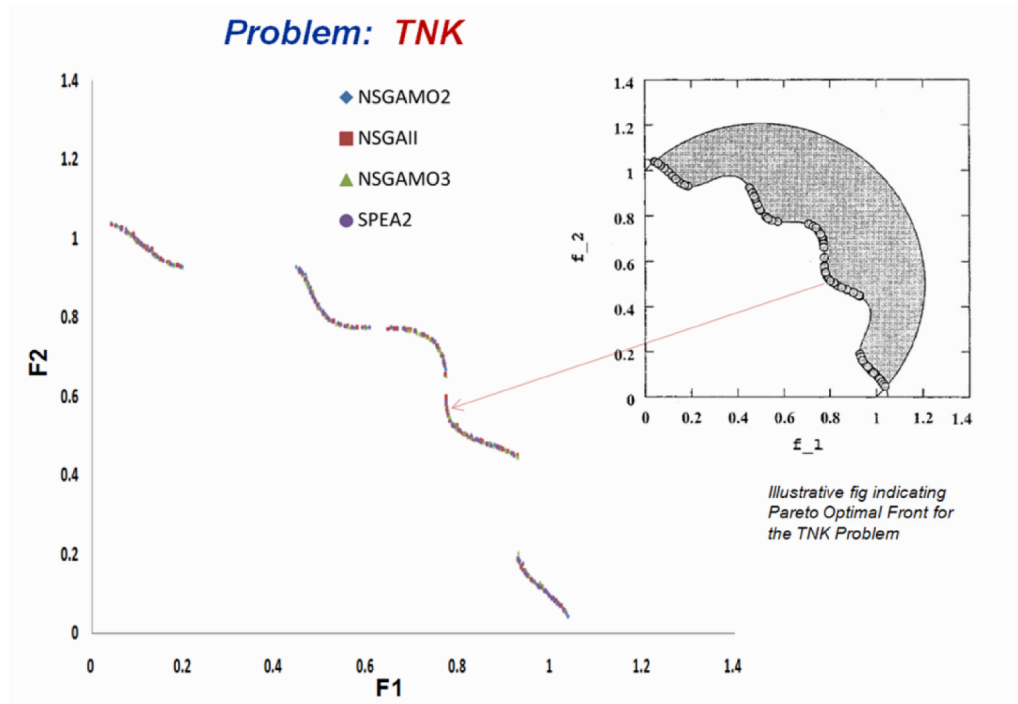 Problem: TNK
NSGAMO2
NSGAII
NSGAMO3
SPEA2
1.4
1.2
1
0.8
0.6
0.4
0.2
0
F2
0 0.2 0.4 0.6 0.8 1 1.2 1.4
F1
1.4
1.2
1
0.8
0.6
0.4
0.2
0
f_2
0 0.2 0.4 0.6 0.8 1 1.2 1.4
f_1
Illustrative fig indicating
Pareto Optimal Front for
the TNK Problem